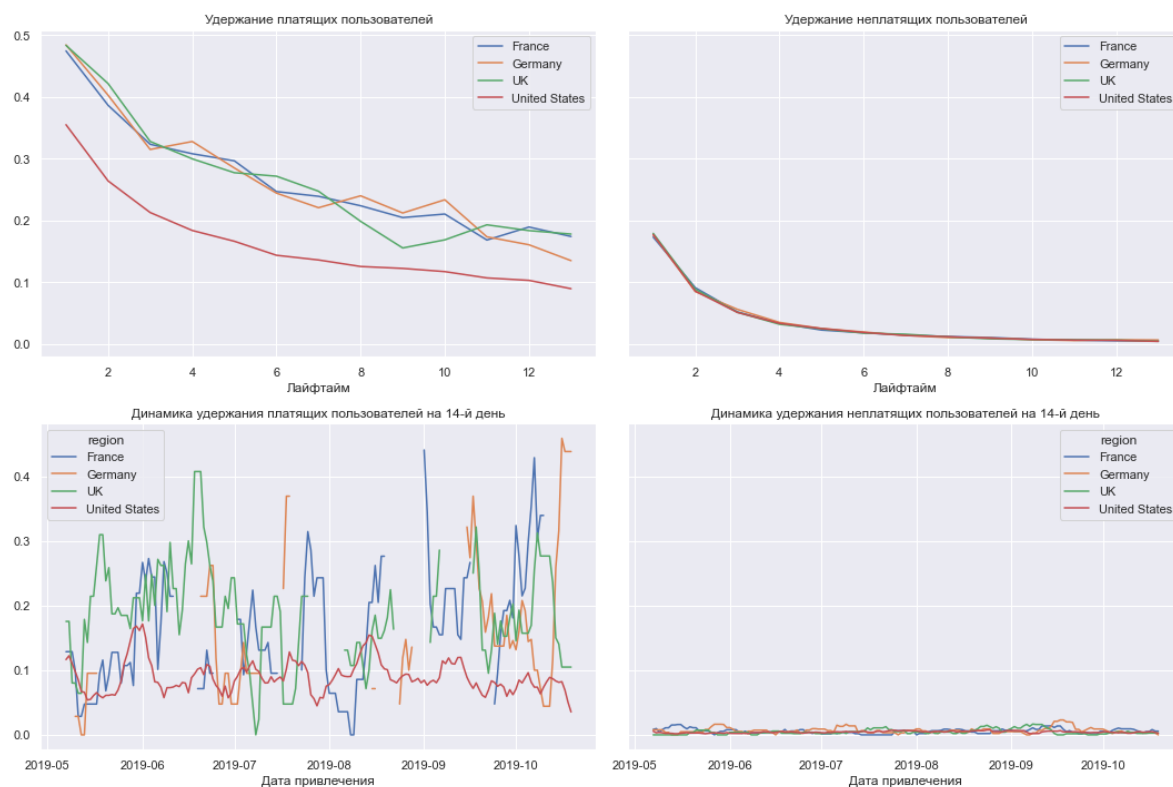 Удержание платящих пользователей
0.5
0.4
0.3
0.2
0.1
0.0
France
Germany
UK
United States
2 4 6 8 10 12
Лайфтайм
Удержание неплатящих пользователей
France
Germany
UK
United States
2 4 6 8 10 12
Лайфтайм
Динамика удержания платящих пользователей на 14-й день
0.4
0.3
0.2
0.1
0.0
region
France
Germany
UK
United States
2019-05 2019-06 2019-07 2019-08 2019-09 2019-10
Дата привлечения
Динамика удержания неплатящих пользователей на 14-й день
region
France
Germany
UK
United States
2019-05 2019-06 2019-07 2019-08 2019-09 2019-10
Дата привлечения